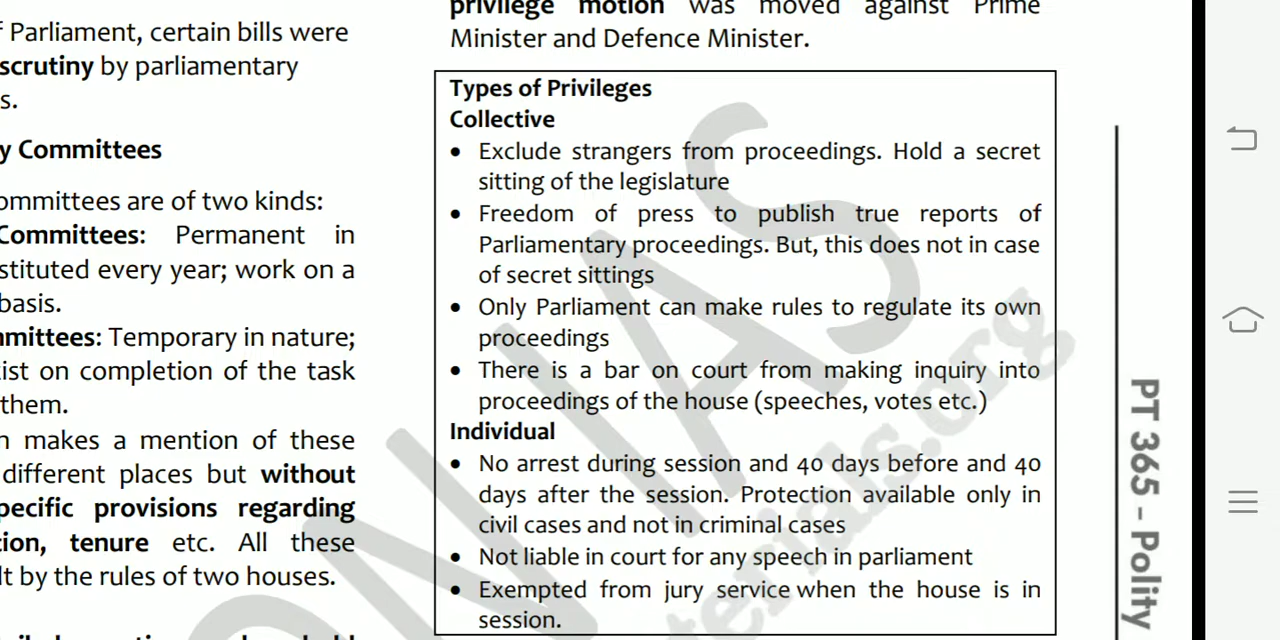 f Parliament, certain bills were
scrutiny by parliamentary
s.
y Committees
ommittees are of two kinds:
Committees: Permanent in
stituted every year; work on a
basis.
mmittees: Temporary in nature;
ist on completion of the task
them.
n makes a mention of these
different places but without
pecific provisions regarding
tion, tenure etc. All these
lt by the rules of two houses.
privilege motion was moved against Prime
Minister and Defence Minister.
Types of Privileges
Collective
• Exclude strangers from proceedings. Hold a secret
sitting of the legislature
• Freedom of press to publish true reports of
Parliamentary proceedings. But, this does not in case
of secret sittings
• Only Parliament can make rules to regulate its own
proceedings
• There is a bar on court from making inquiry into
proceedings of the house (speeches, votes etc.)
Individual
• No arrest during session and 40 days before and 40
days after the session. Protection available only in
civil cases and not in criminal cases
• Not liable in court for any speech in parliament
• Exempted from jury service when the house is in
session.
PT 365 – Polity
ON IAS
terials.org